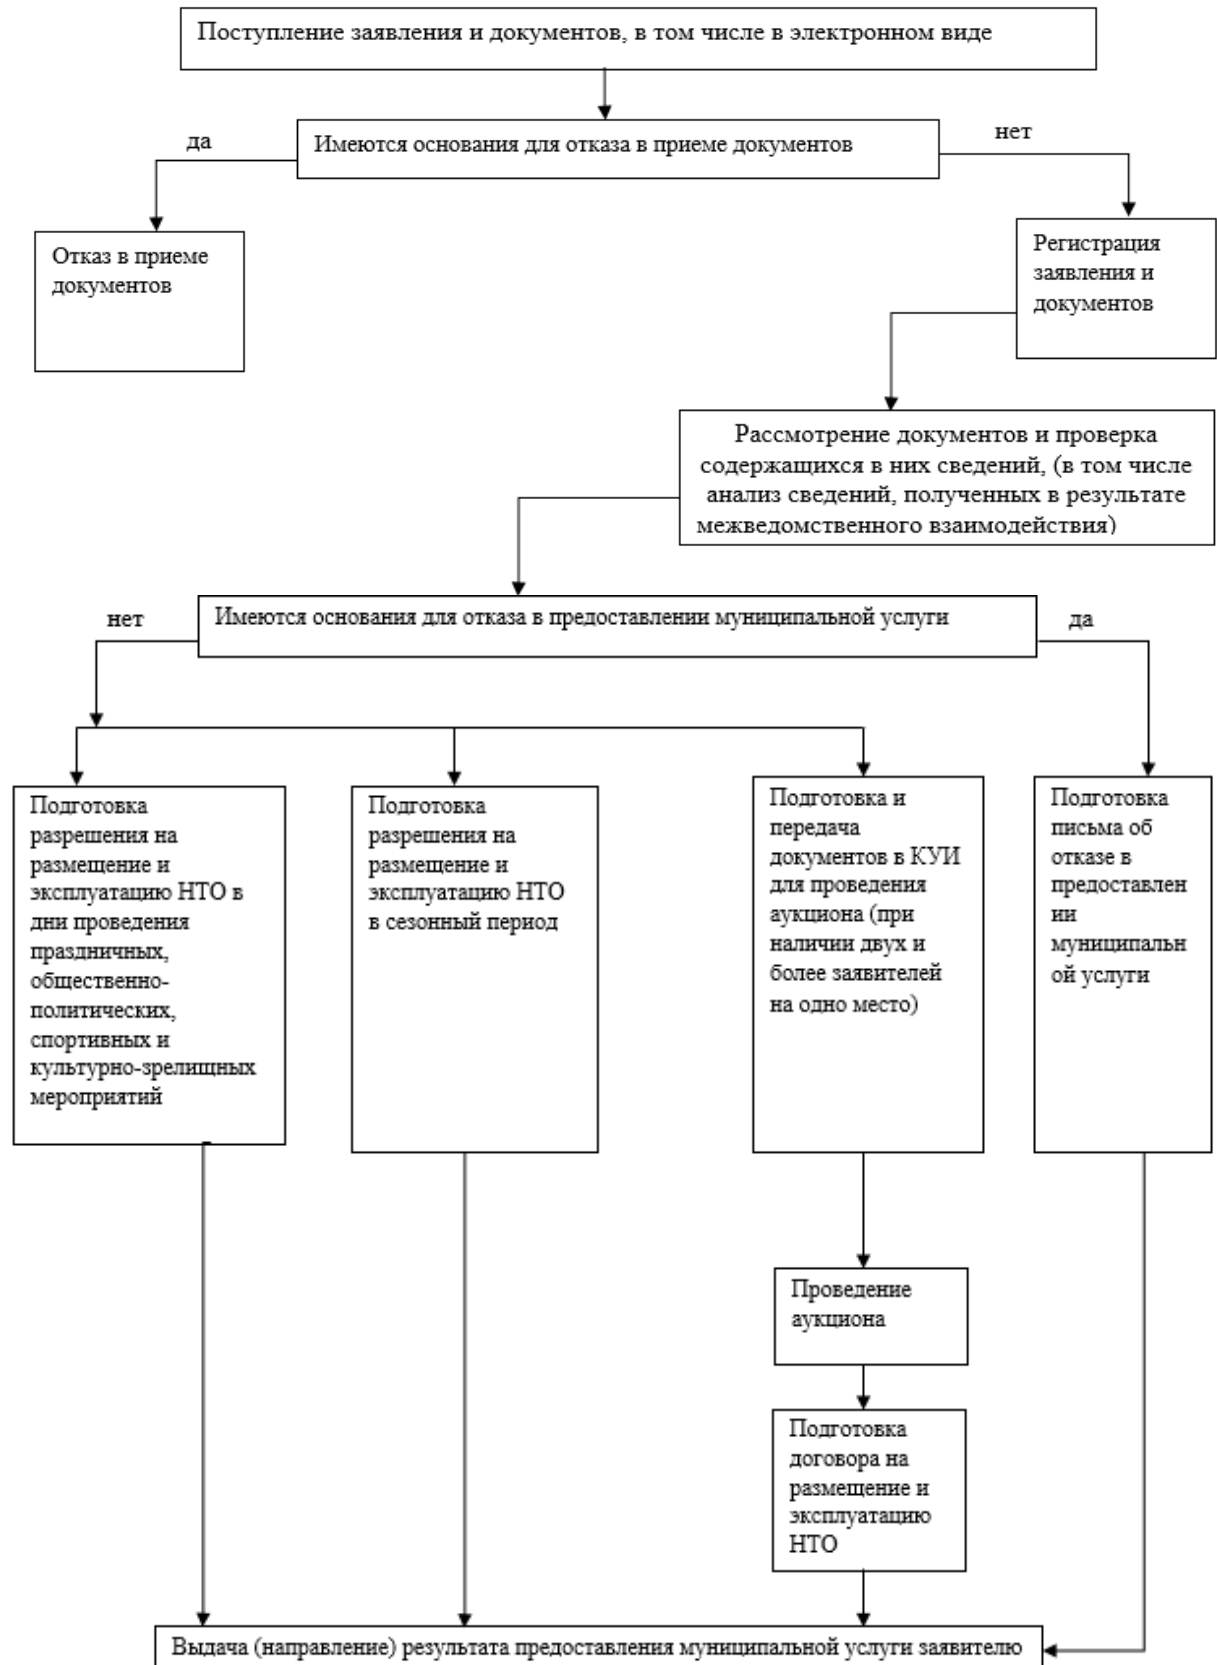 Поступление заявления и документов, в том числе в электронном виде
да
Имеются основания для отказа в приеме документов
нет
Отказ в приеме
документов
Регистрация
заявления и
документов
Рассмотрение документов и проверка
содержащихся в них сведений, (в том числе
анализ сведений, полученных в результате
межведомственного взаимодействия)
нет
Имеются основания для отказа в предоставлении муниципальной услуги
да
Подготовка
разрешения на
размещение и
эксплуатацию НТО в
дни проведения
праздничных,
общественно-
политических,
спортивных и
культурно-зрелищных
мероприятий
Подготовка
разрешения на
размещение и
эксплуатацию НТО
в сезонный период
Подготовка и
передача
документов в КУИ
для проведения
аукциона (при
наличии двух и
более заявителей
на одно место)
Подготовка
письма об
отказе в
предоставлен
ии
муниципальн
ой услуги
Проведение
аукциона
Подготовка
договора на
размещение и
эксплуатацию
НТО
Выдача (направление) результата предоставления муниципальной услуги заявителю